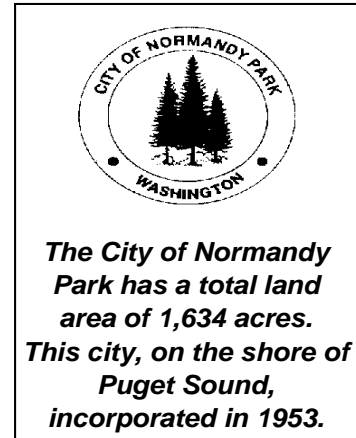 CITY OF NORMANDY PARK
WASHINGTON
The City of Normandy
Park has a total land
area of 1,634 acres.
This city, on the shore of
Puget Sound,
incorporated in 1953.